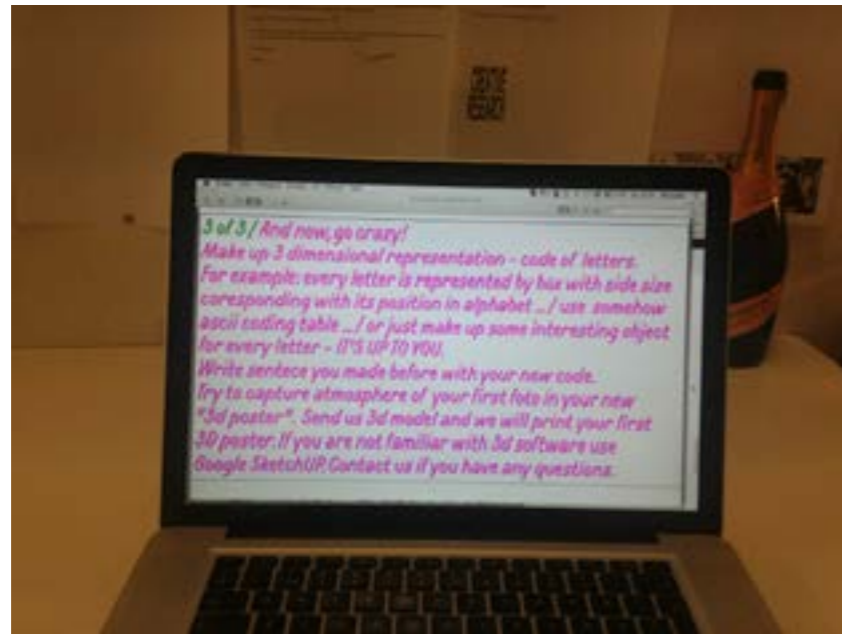 3 of 3 / And now, go crazy!
Make up 3 dimensional representation - code of letters.
For example: every letter is represented by box with side size
coresponding with its position in alphabet ... / use somehow
ascii coding table ... / or just make up some interesting object
for every letter - IT'S UP TO YOU.
Write sentece you made before with your new code.
Try to capture atmosphere of your first foto in your new
"3d poster". Send us 3d model and we will print your first
3D poster. If you are not familiar with 3d software use
Google SketchUP. Contact us if you have any questions.